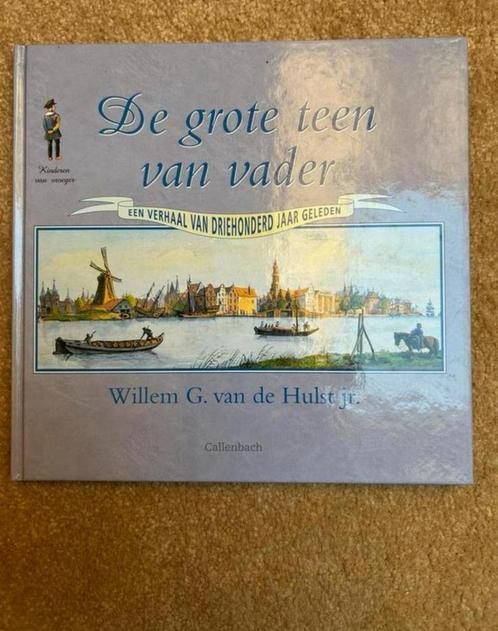 De grote teen
van vader
Kinderen
van vroeger
EEN VERHAAL VAN DRIEHONDERD JAAR GELEDEN
Willem G. van de Hulst jr.
Callenbach